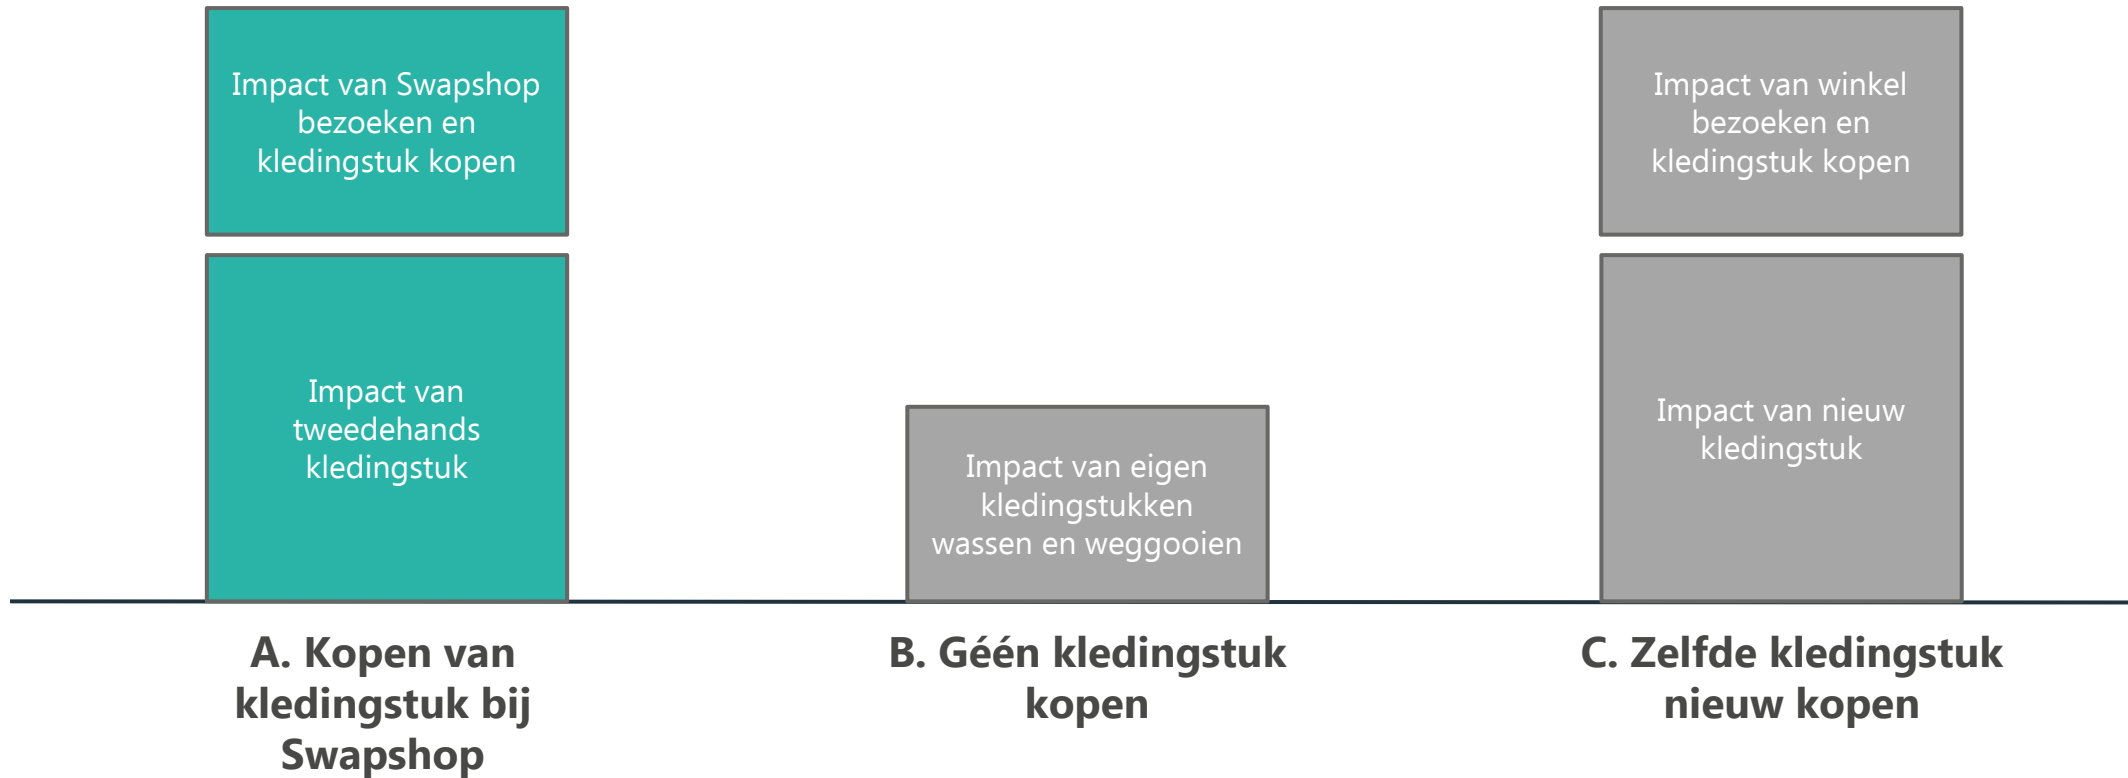 Impact van Swapshop
bezoeken en
kledingstuk kopen
Impact van
tweedehands
kledingstuk
A. Kopen van
kledingstuk bij
Swapshop
Impact van eigen
kledingstukken
wassen en weggooien
B. Géén kledingstuk
kopen
Impact van winkel
bezoeken en
kledingstuk kopen
Impact van nieuw
kledingstuk
C. Zelfde kledingstuk
nieuw kopen